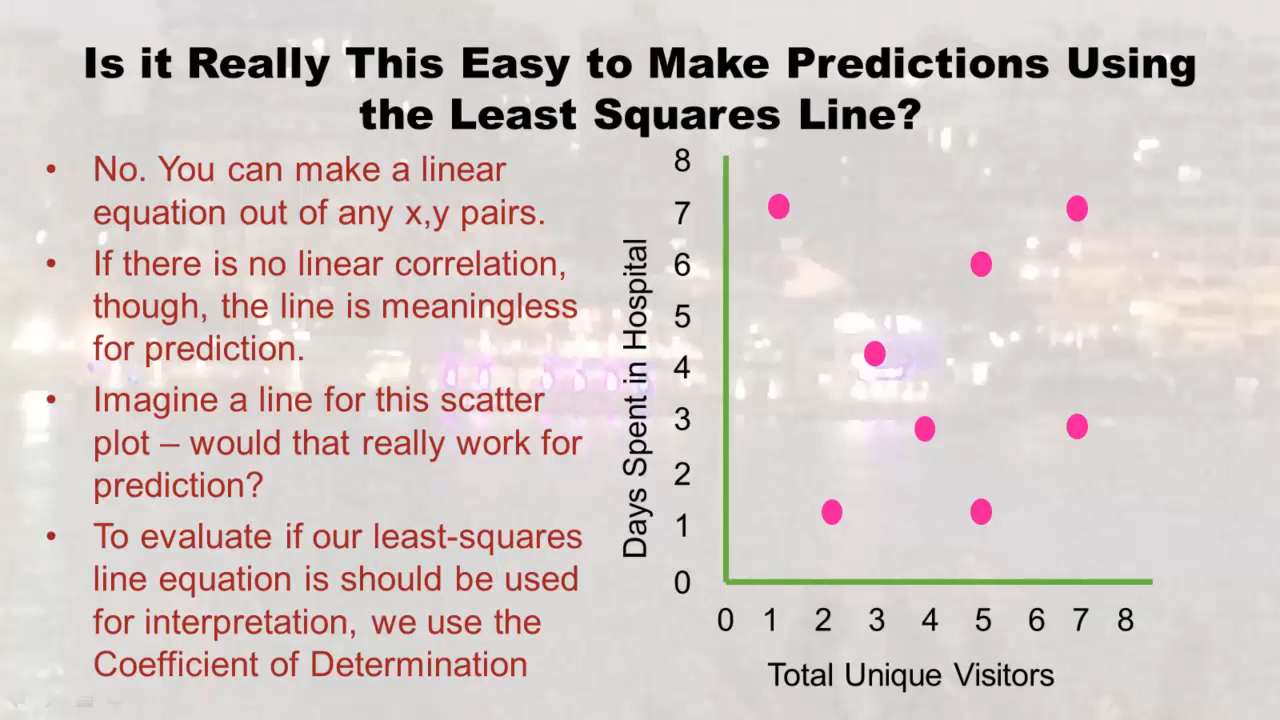 Is it Really This Easy to Make Predictions Using
the Least Squares Line?
• No. You can make a linear
equation out of any x,y pairs.
• If there is no linear correlation,
though, the line is meaningless
for prediction.
• Imagine a line for this scatter
plot – would that really work for
prediction?
• To evaluate if our least-squares
line equation is should be used
for interpretation, we use the
Coefficient of Determination
Days Spent in Hospital
8
7
6
5
4
3
2
1
0
0 1 2 3 4 5 6 7 8
Total Unique Visitors